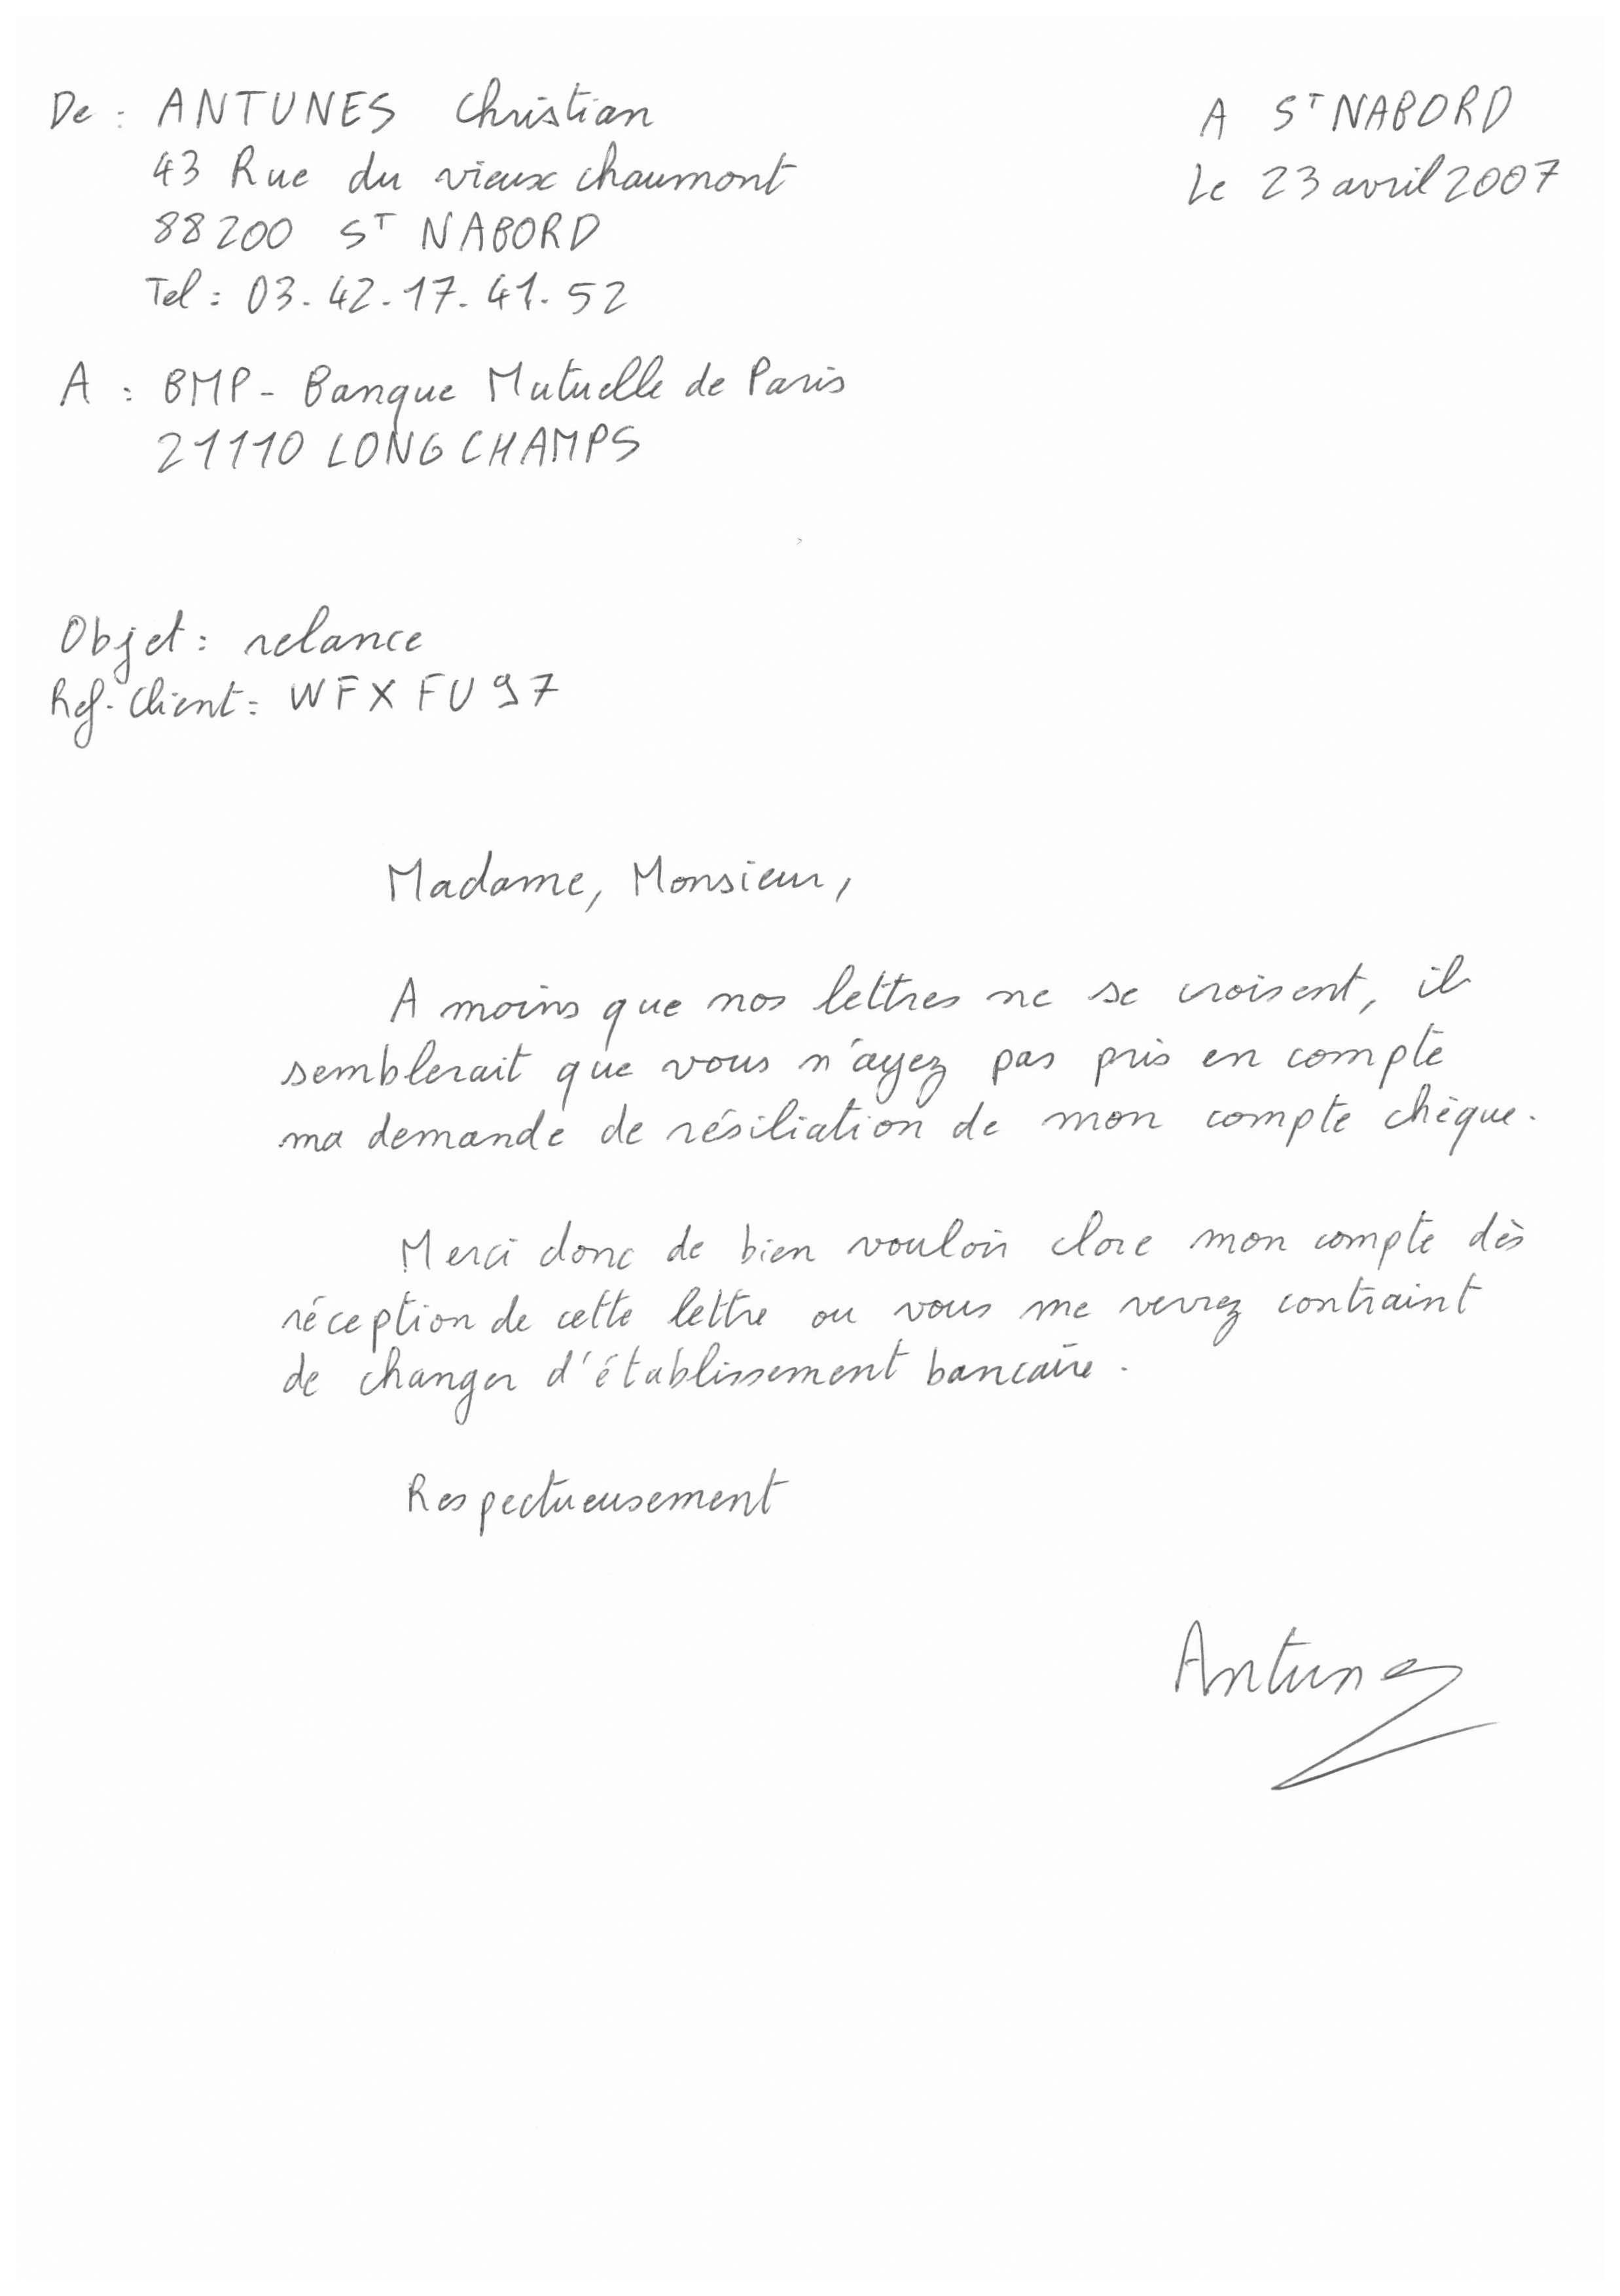 De : ANTUNES Christian
43 Rue du vieux chaumont
88200 ST NABORD
Tel : 03.42.17.41.52
A ST NABORD
Le 23 avril 2007
A : BMP - Banque Mutuelle de Paris
21110 LONGCHAMPS
Objet : relance
Ref. Client : WFXFU97
Madame, Monsieur,
A moins que nos lettres ne se croisent, il
semblerait que vous n'ayez pas pris en compte
ma demande de résiliation de mon compte chèque.
Merci donc de bien vouloir clore mon compte dès
réception de cette lettre ou vous me verrez contraint
de changer d'établissement bancaire.
Respectueusement
Antunes